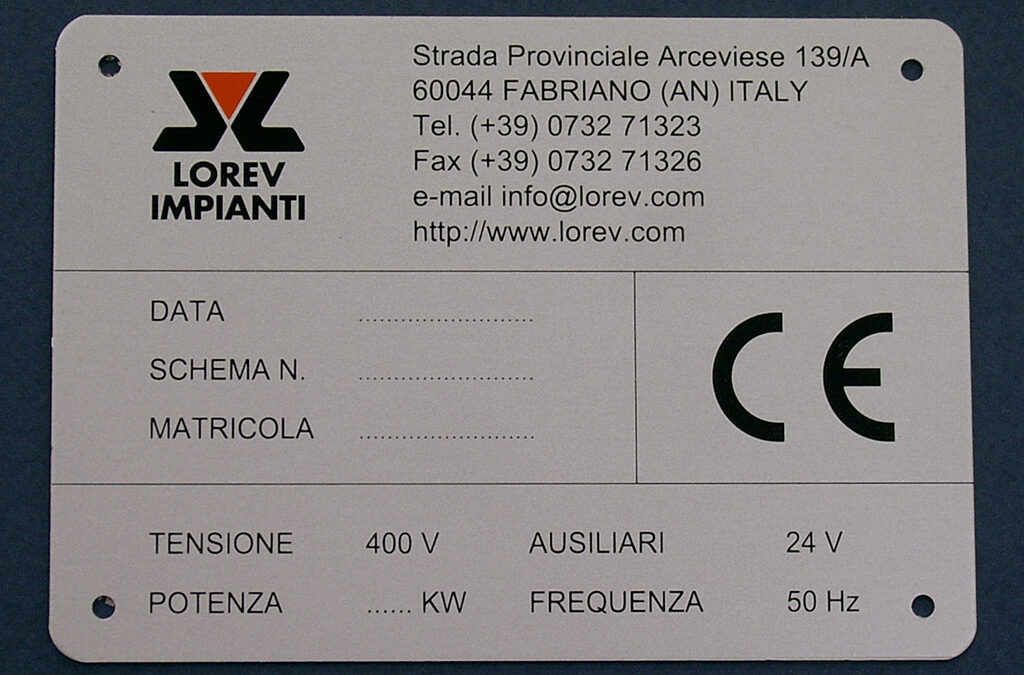 LOREV
IMPIANTI
Strada Provinciale Arceviese 139/A
60044 FABRIANO (AN) ITALY
Tel. (+39) 0732 71323
Fax (+39) 0732 71326
e-mail info@lorev.com
http://www.lorev.com
DATA .........................
SCHEMA N. .........................
MATRICOLA .........................
CE
TENSIONE 400 V AUSILIARI 24 V
POTENZA ...... KW FREQUENZA 50 Hz